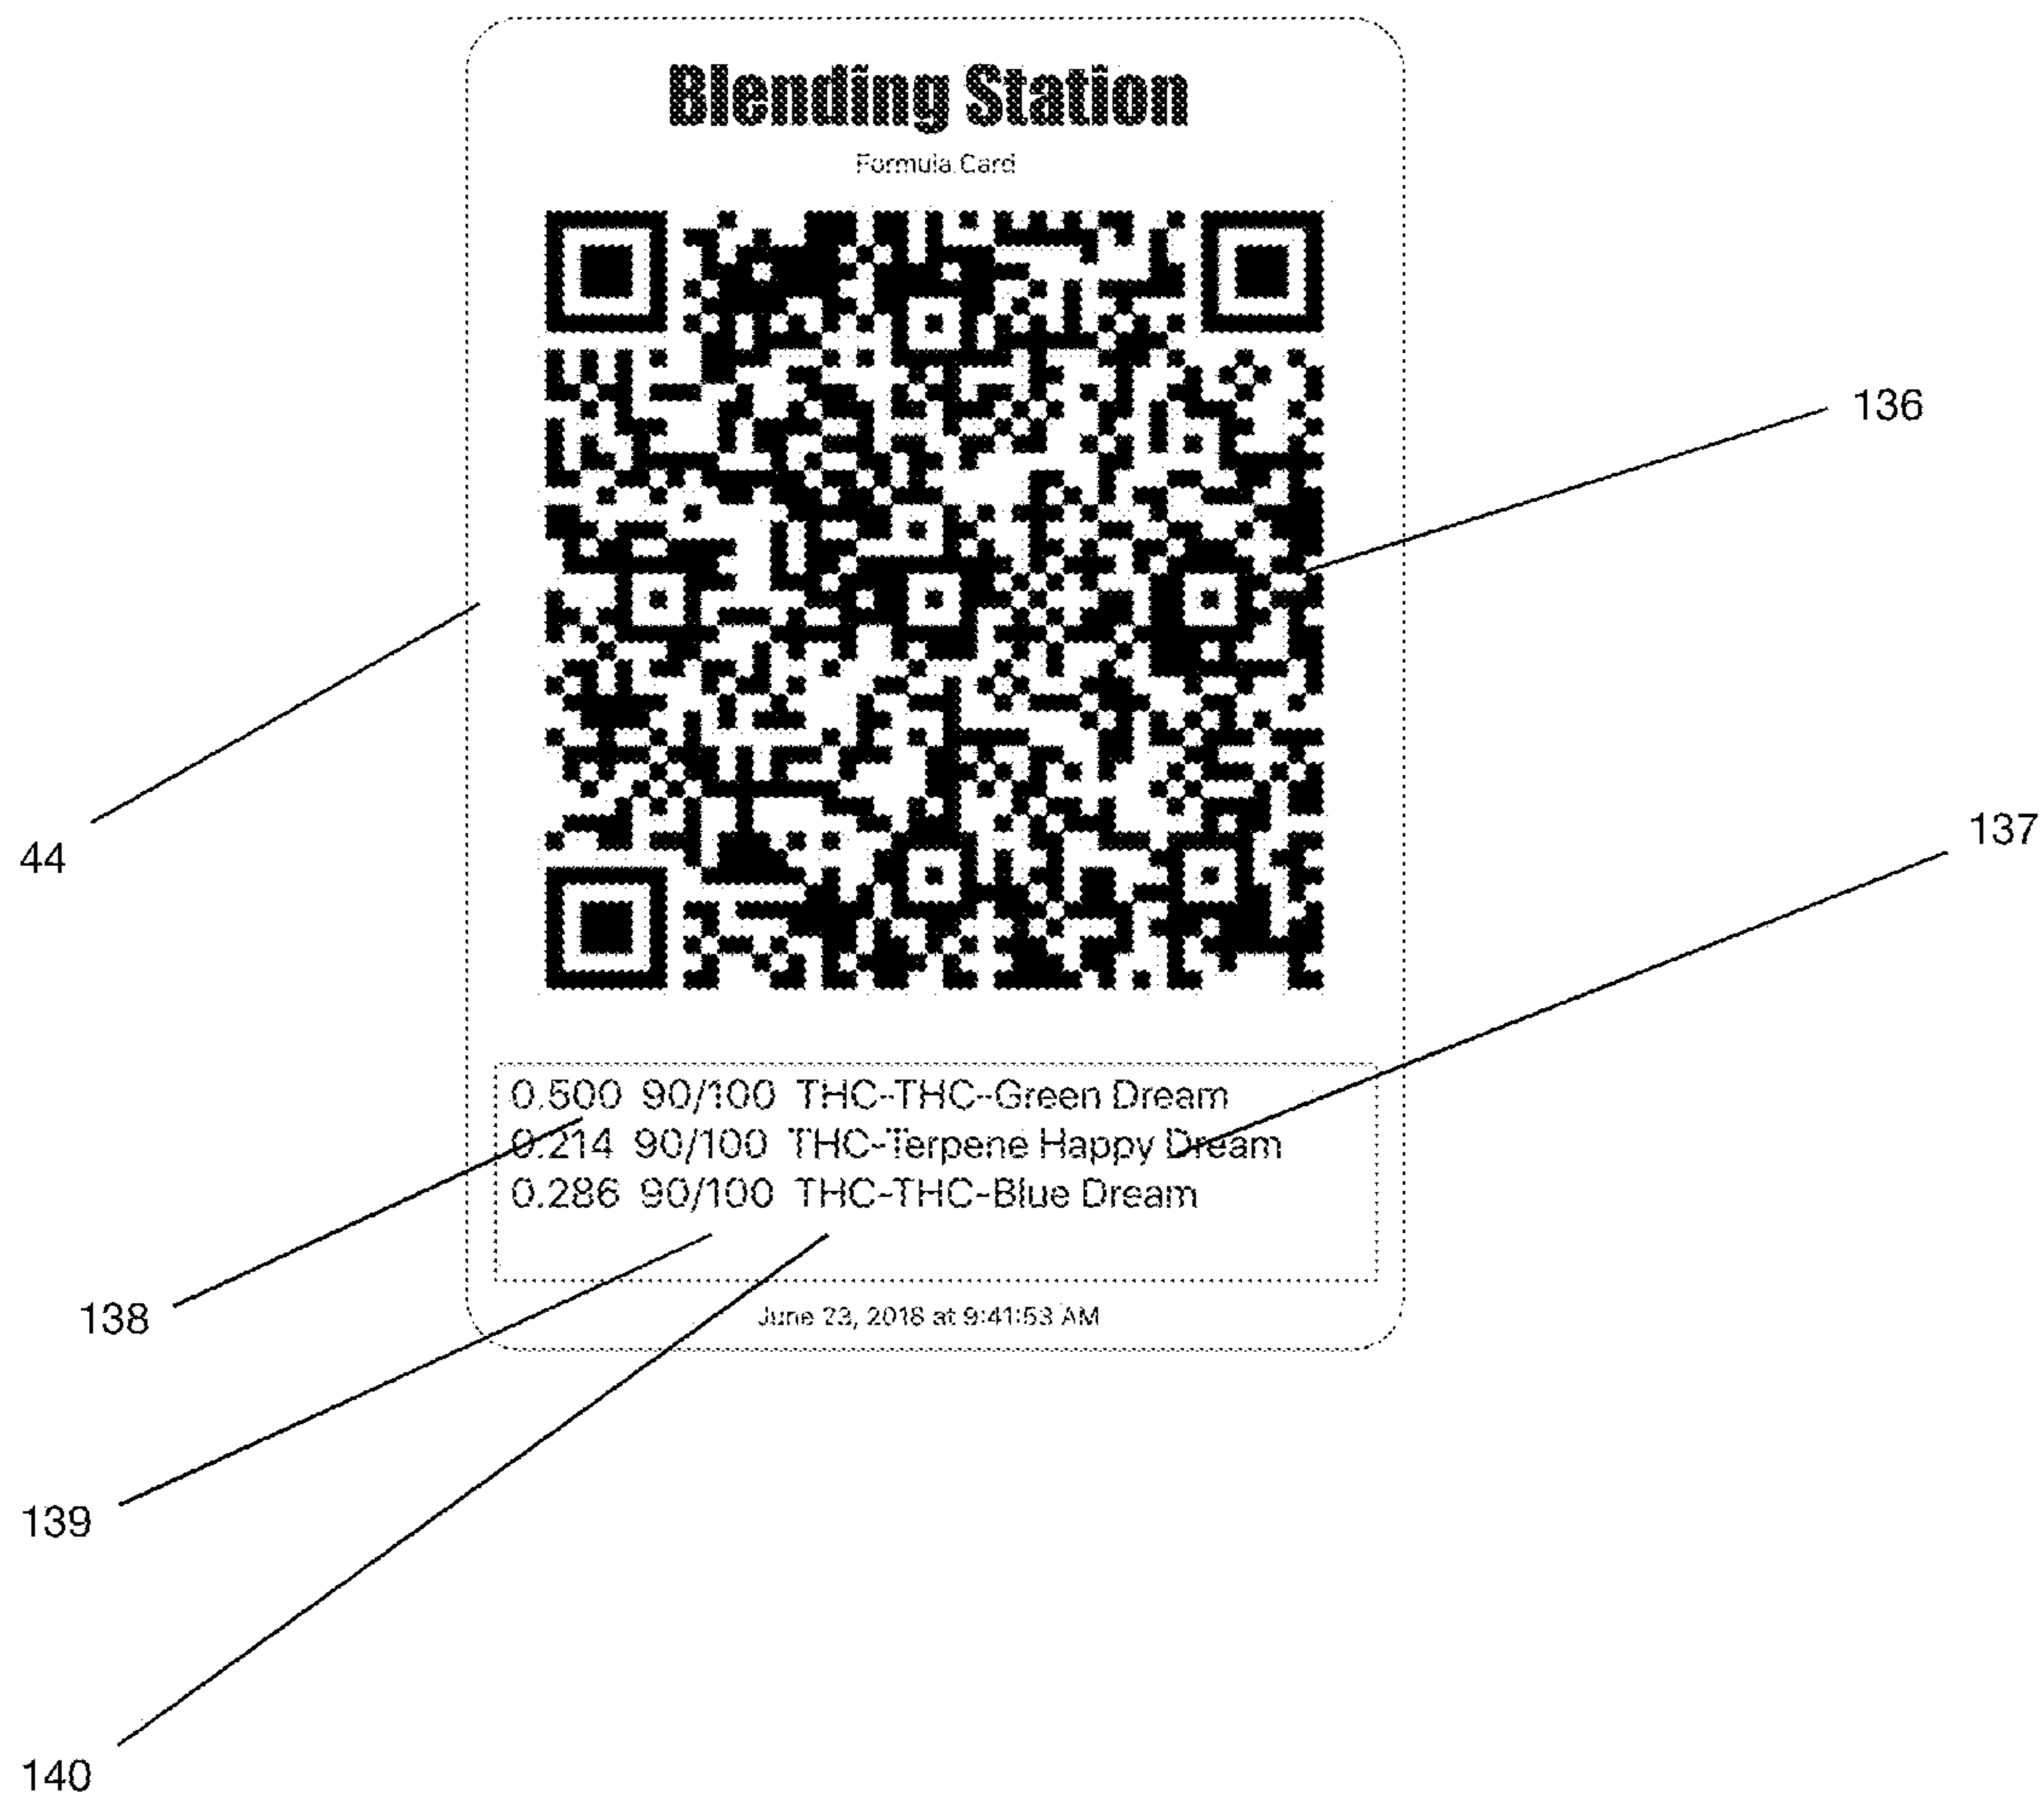 Blending Station
Formula Card
136
44
137
0.500 90/100 THC-THC-Green Dream
0.214 90/100 THC-Terpene Happy Dream
0.286 90/100 THC-THC-Blue Dream
138
June 23, 2018 at 9:41:53 AM
139
140